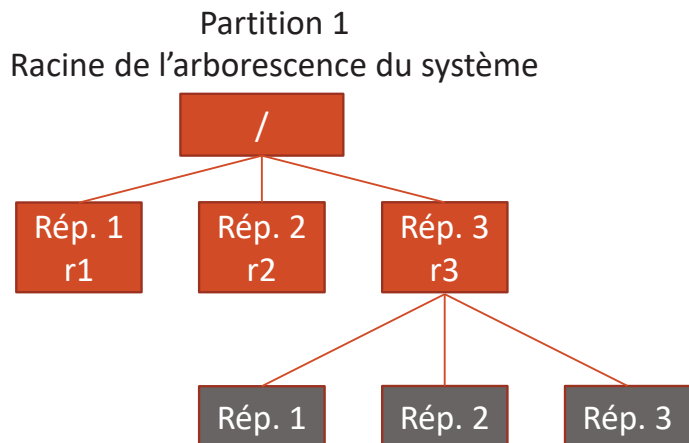 Partition 1
Racine de l’arborescence du système
/
Rép. 1 Rép. 2 Rép. 3
r1 r2 r3
Rép. 1 Rép. 2 Rép. 3